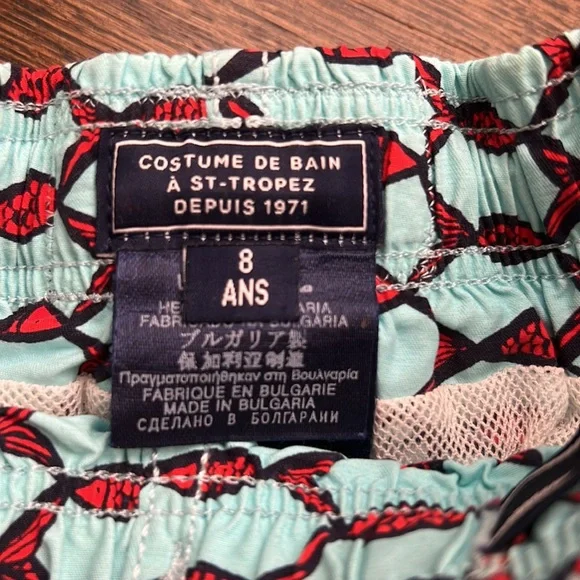 COSTUME DE BAIN
À ST-TROPEZ
DEPUIS 1971
8
ANS
ブルガリア製
保加利亚制造
Πραγματοποιήθηκαν στη Βουλγαρία
FABRIQUE EN BULGARIE
MADE IN BULGARIA
СДЕЛАНО В БОЛГАРИИ